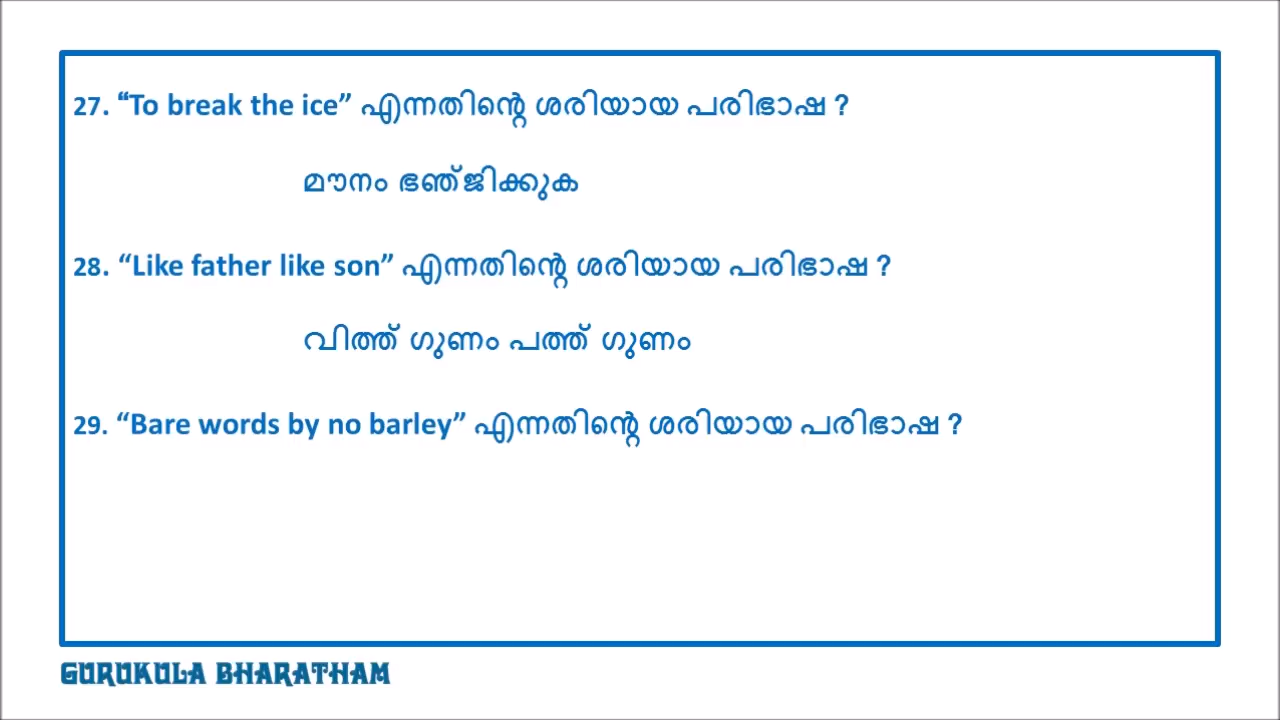 27. “To break the ice” എന്നതിന്റെ ശരിയായ പരിഭാഷ ?
മൗനം ഭഞ്ജിക്കുക
28. “Like father like son” എന്നതിന്റെ ശരിയായ പരിഭാഷ ?
വിത്ത് ഗുണം പത്ത് ഗുണം
29. “Bare words by no barley” എന്നതിന്റെ ശരിയായ പരിഭാഷ ?
GURUKULA BHARATHAM